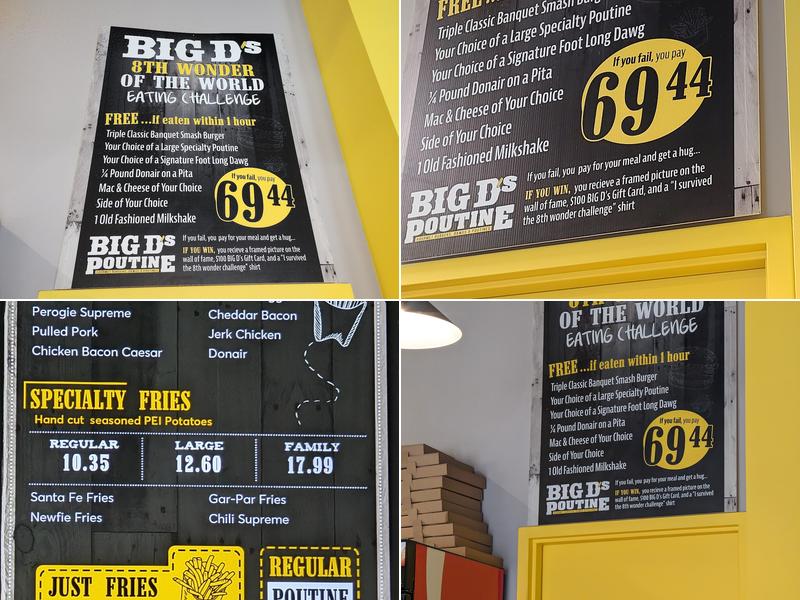 BIG D's
8TH WONDER
OF THE WORLD
EATING CHALLENGE
FREE ...If eaten within 1 hour
Triple Classic Banquet Smash Burger
Your Choice of a Large Specialty Poutine
Your Choice of a Signature Foot Long Dawg
¾ Pound Donair on a Pita
Mac & Cheese of Your Choice
Side of Your Choice
1 Old Fashioned Milkshake
If you fail, you pay
69 44
BIG D's
POUTINE
If you fail, you pay for your meal and get a hug...
IF YOU WIN, you recieve a framed picture on the
wall of fame, $100 BIG D's Gift Card, and a "I survived
the 8th wonder challenge" shirt
FREE
Triple Classic Banquet Smash Burger
Your Choice of a Large Specialty Poutine
Your Choice of a Signature Foot Long Dawg
¾ Pound Donair on a Pita
Mac & Cheese of Your Choice
Side of Your Choice
1 Old Fashioned Milkshake
If you fail, you pay
69 44
BIG D's
POUTINE
If you fail, you pay for your meal and get a hug...
IF YOU WIN, you recieve a framed picture on the
wall of fame, $100 BIG D's Gift Card, and a "I survived
the 8th wonder challenge" shirt
Perogie Supreme
Pulled Pork
Chicken Bacon Caesar
Cheddar Bacon
Jerk Chicken
Donair
SPECIALTY FRIES
Hand cut seasoned PEI Potatoes
REGULAR LARGE FAMILY
10.35 12.60 17.99
Santa Fe Fries
Newfie Fries
Gar-Par Fries
Chili Supreme
JUST FRIES
REGULAR
POUTINE
OF THE WORLD
EATING CHALLENGE
FREE ...If eaten within 1 hour
Triple Classic Banquet Smash Burger
Your Choice of a Large Specialty Poutine
Your Choice of a Signature Foot Long Dawg
¾ Pound Donair on a Pita
Mac & Cheese of Your Choice
Side of Your Choice
1 Old Fashioned Milkshake
If you fail, you pay
69 44
BIG D's
POUTINE
If you fail, you pay for your meal and get a hug...
IF YOU WIN, you recieve a framed picture on the
wall of fame, $100 BIG D's Gift Card, and a "I survived
the 8th wonder challenge" shirt